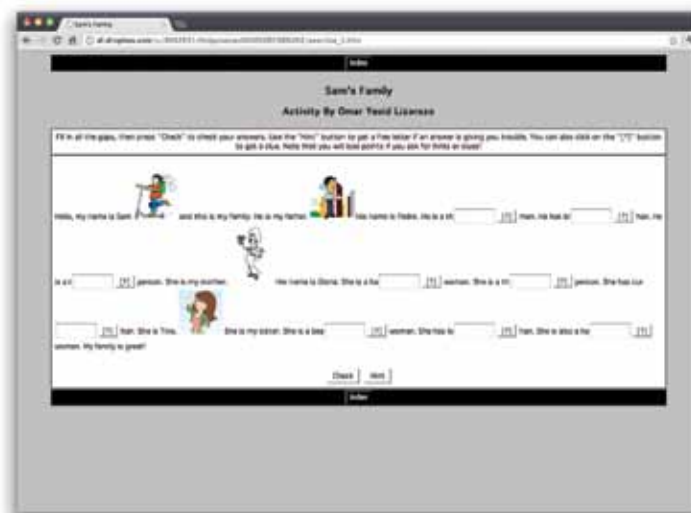 Sam's Family
Index
Sam's Family
Activity By Omar Yesid Lizarazo
Fill in all the gaps, then press "Check" to check your answers. Use the "Hint" button to get a free letter if an answer is giving you trouble. You can also click on the "[?]" button
to get a clue. Note that you will lose points if you ask for hints or clues!
Hello, my name is Sam and this is my family. He is my father. His name is Pedro. He is a th [?] man. He has bl [?] hair. He
is a [?] person. She is my mother. Her name is Gloria. She is a ha [?] woman. She is a th [?] person. She has cur
[?] hair. She is Tina. She is my sister. She is a bea [?] woman. She has lo [?] hair. She is also a ha [?]
woman. My family is great!
Check Hint
Index